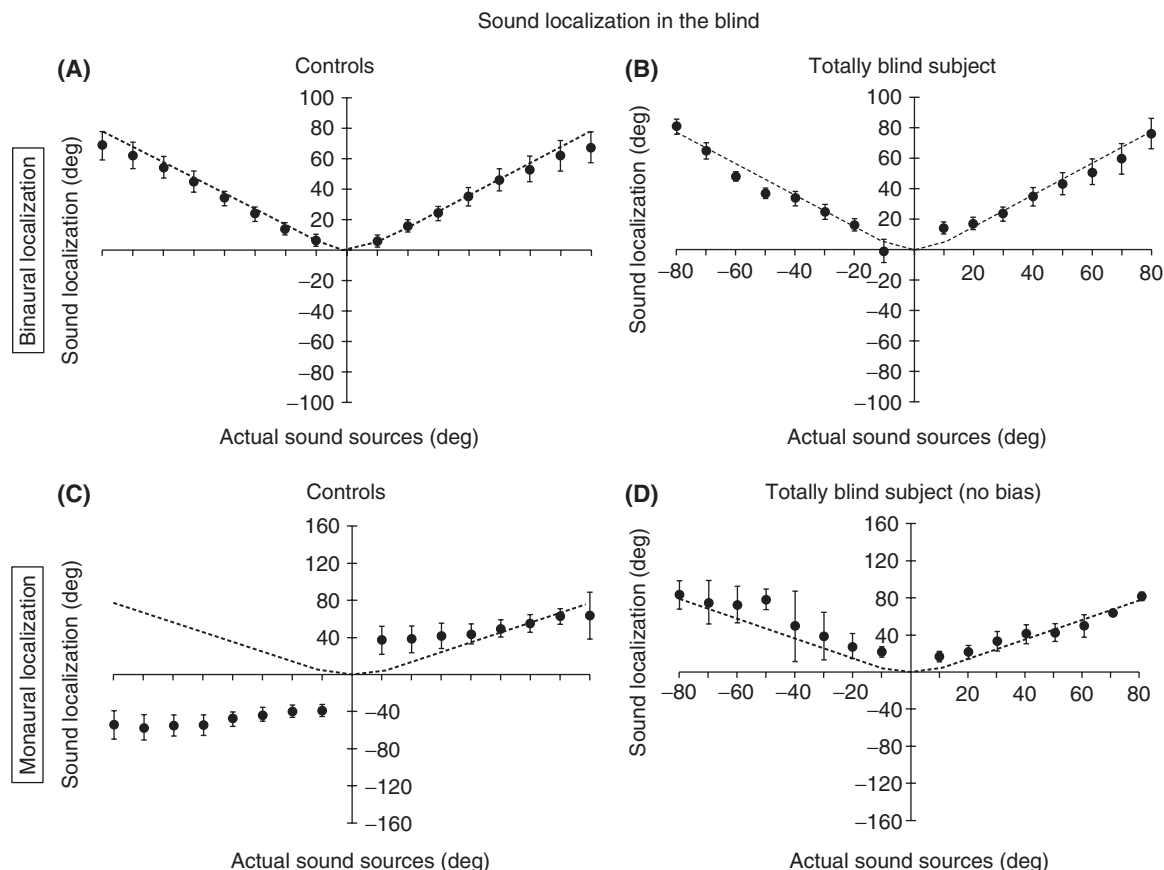 Sound localization in the blind
(A)
Controls
Binaural localization
Sound localization (deg)
100
80
60
40
20
−20
−40
−60
−80
−100
Actual sound sources (deg)
(B)
Totally blind subject
Sound localization (deg)
100
80
60
40
20
−80 −60 −40 −20 20 40 60 80
−20
−40
−60
−80
−100
Actual sound sources (deg)
(C)
Controls
Monaural localization
Sound localization (deg)
160
120
80
40
−40
−80
−120
−160
Actual sound sources (deg)
(D)
Totally blind subject (no bias)
Sound localization (deg)
160
120
80
40
−80 −60 −40 −20 20 40 60 80
−40
−80
−120
−160
Actual sound sources (deg)